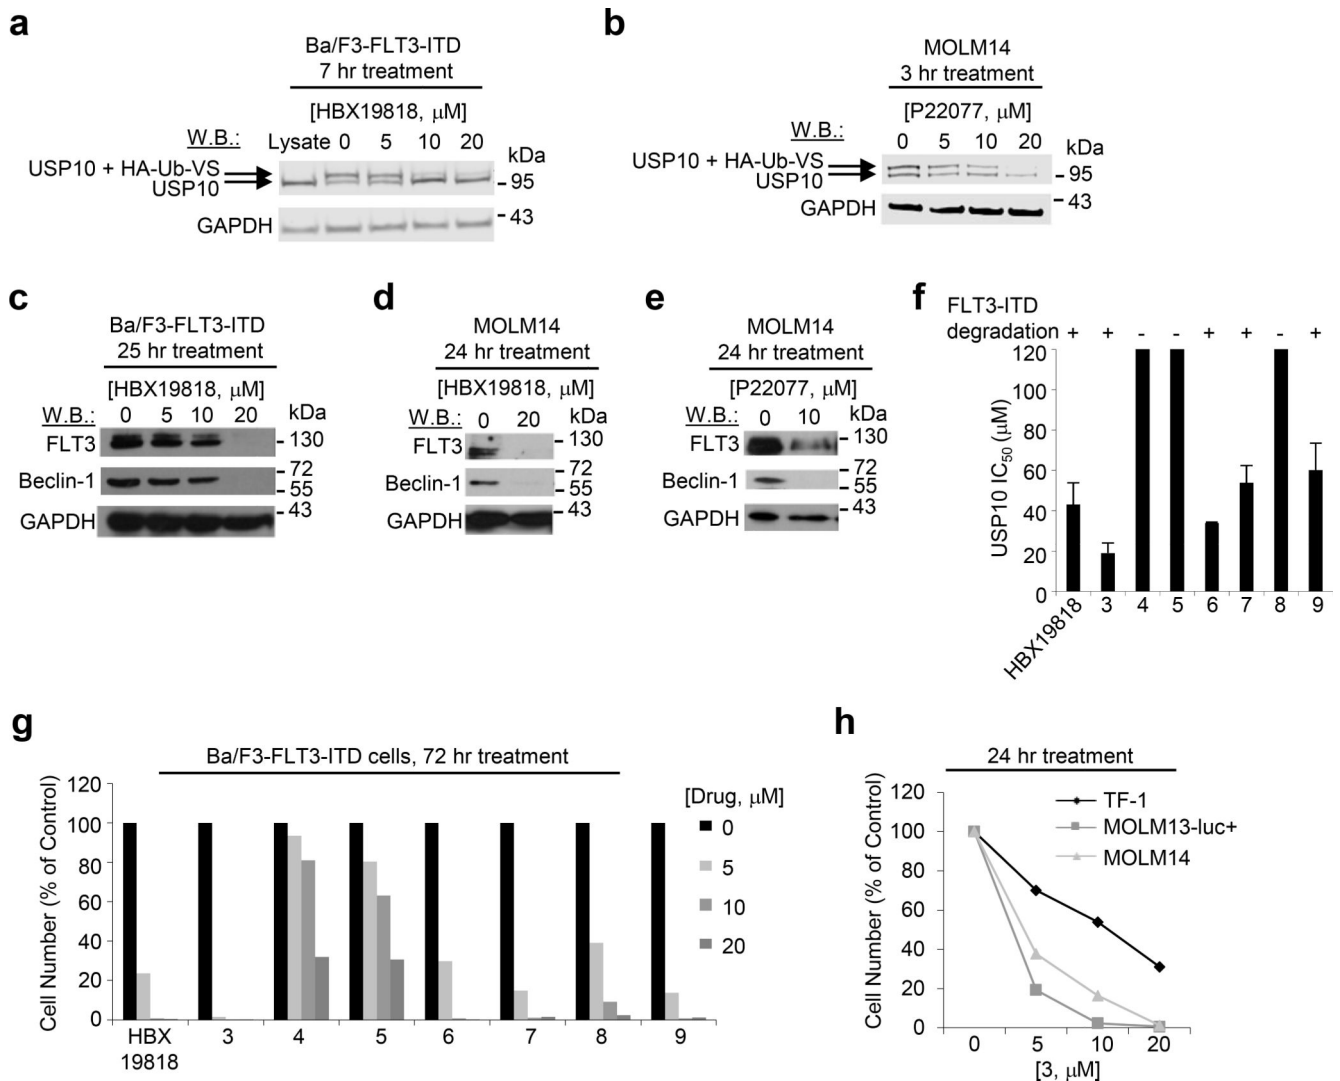 a
Ba/F3-FLT3-ITD
7 hr treatment
[HBX19818, µM]
W.B.:
Lysate 0 5 10 20
kDa
USP10 + HA-Ub-VS
USP10
95
43
GAPDH
b
MOLM14
3 hr treatment
[P22077, µM]
W.B.:
0 5 10 20
kDa
USP10 + HA-Ub-VS
USP10
95
43
GAPDH
c
Ba/F3-FLT3-ITD
25 hr treatment
[HBX19818, µM]
W.B.: 0 5 10 20 kDa
FLT3
130
Beclin-1
72
55
GAPDH
43
d
MOLM14
24 hr treatment
[HBX19818, µM]
W.B.: 0 20 kDa
FLT3
130
Beclin-1
72
55
GAPDH
43
e
MOLM14
24 hr treatment
[P22077, µM]
W.B.: 0 10 kDa
FLT3
130
Beclin-1
72
55
GAPDH
43
f
FLT3-ITD
degradation + + - - + + - +
USP10 IC50 (µM)
120
100
80
60
40
20
0
HBX19818 3 4 5 6 7 8 9
g
Ba/F3-FLT3-ITD cells, 72 hr treatment
Cell Number (% of Control)
120
100
80
60
40
20
0
HBX
19818
3 4 5 6 7 8 9
[Drug, µM]
0
5
10
20
h
24 hr treatment
Cell Number (% of Control)
120
100
80
60
40
20
0
TF-1
MOLM13-luc+
MOLM14
0 5 10 20
[3, µM]